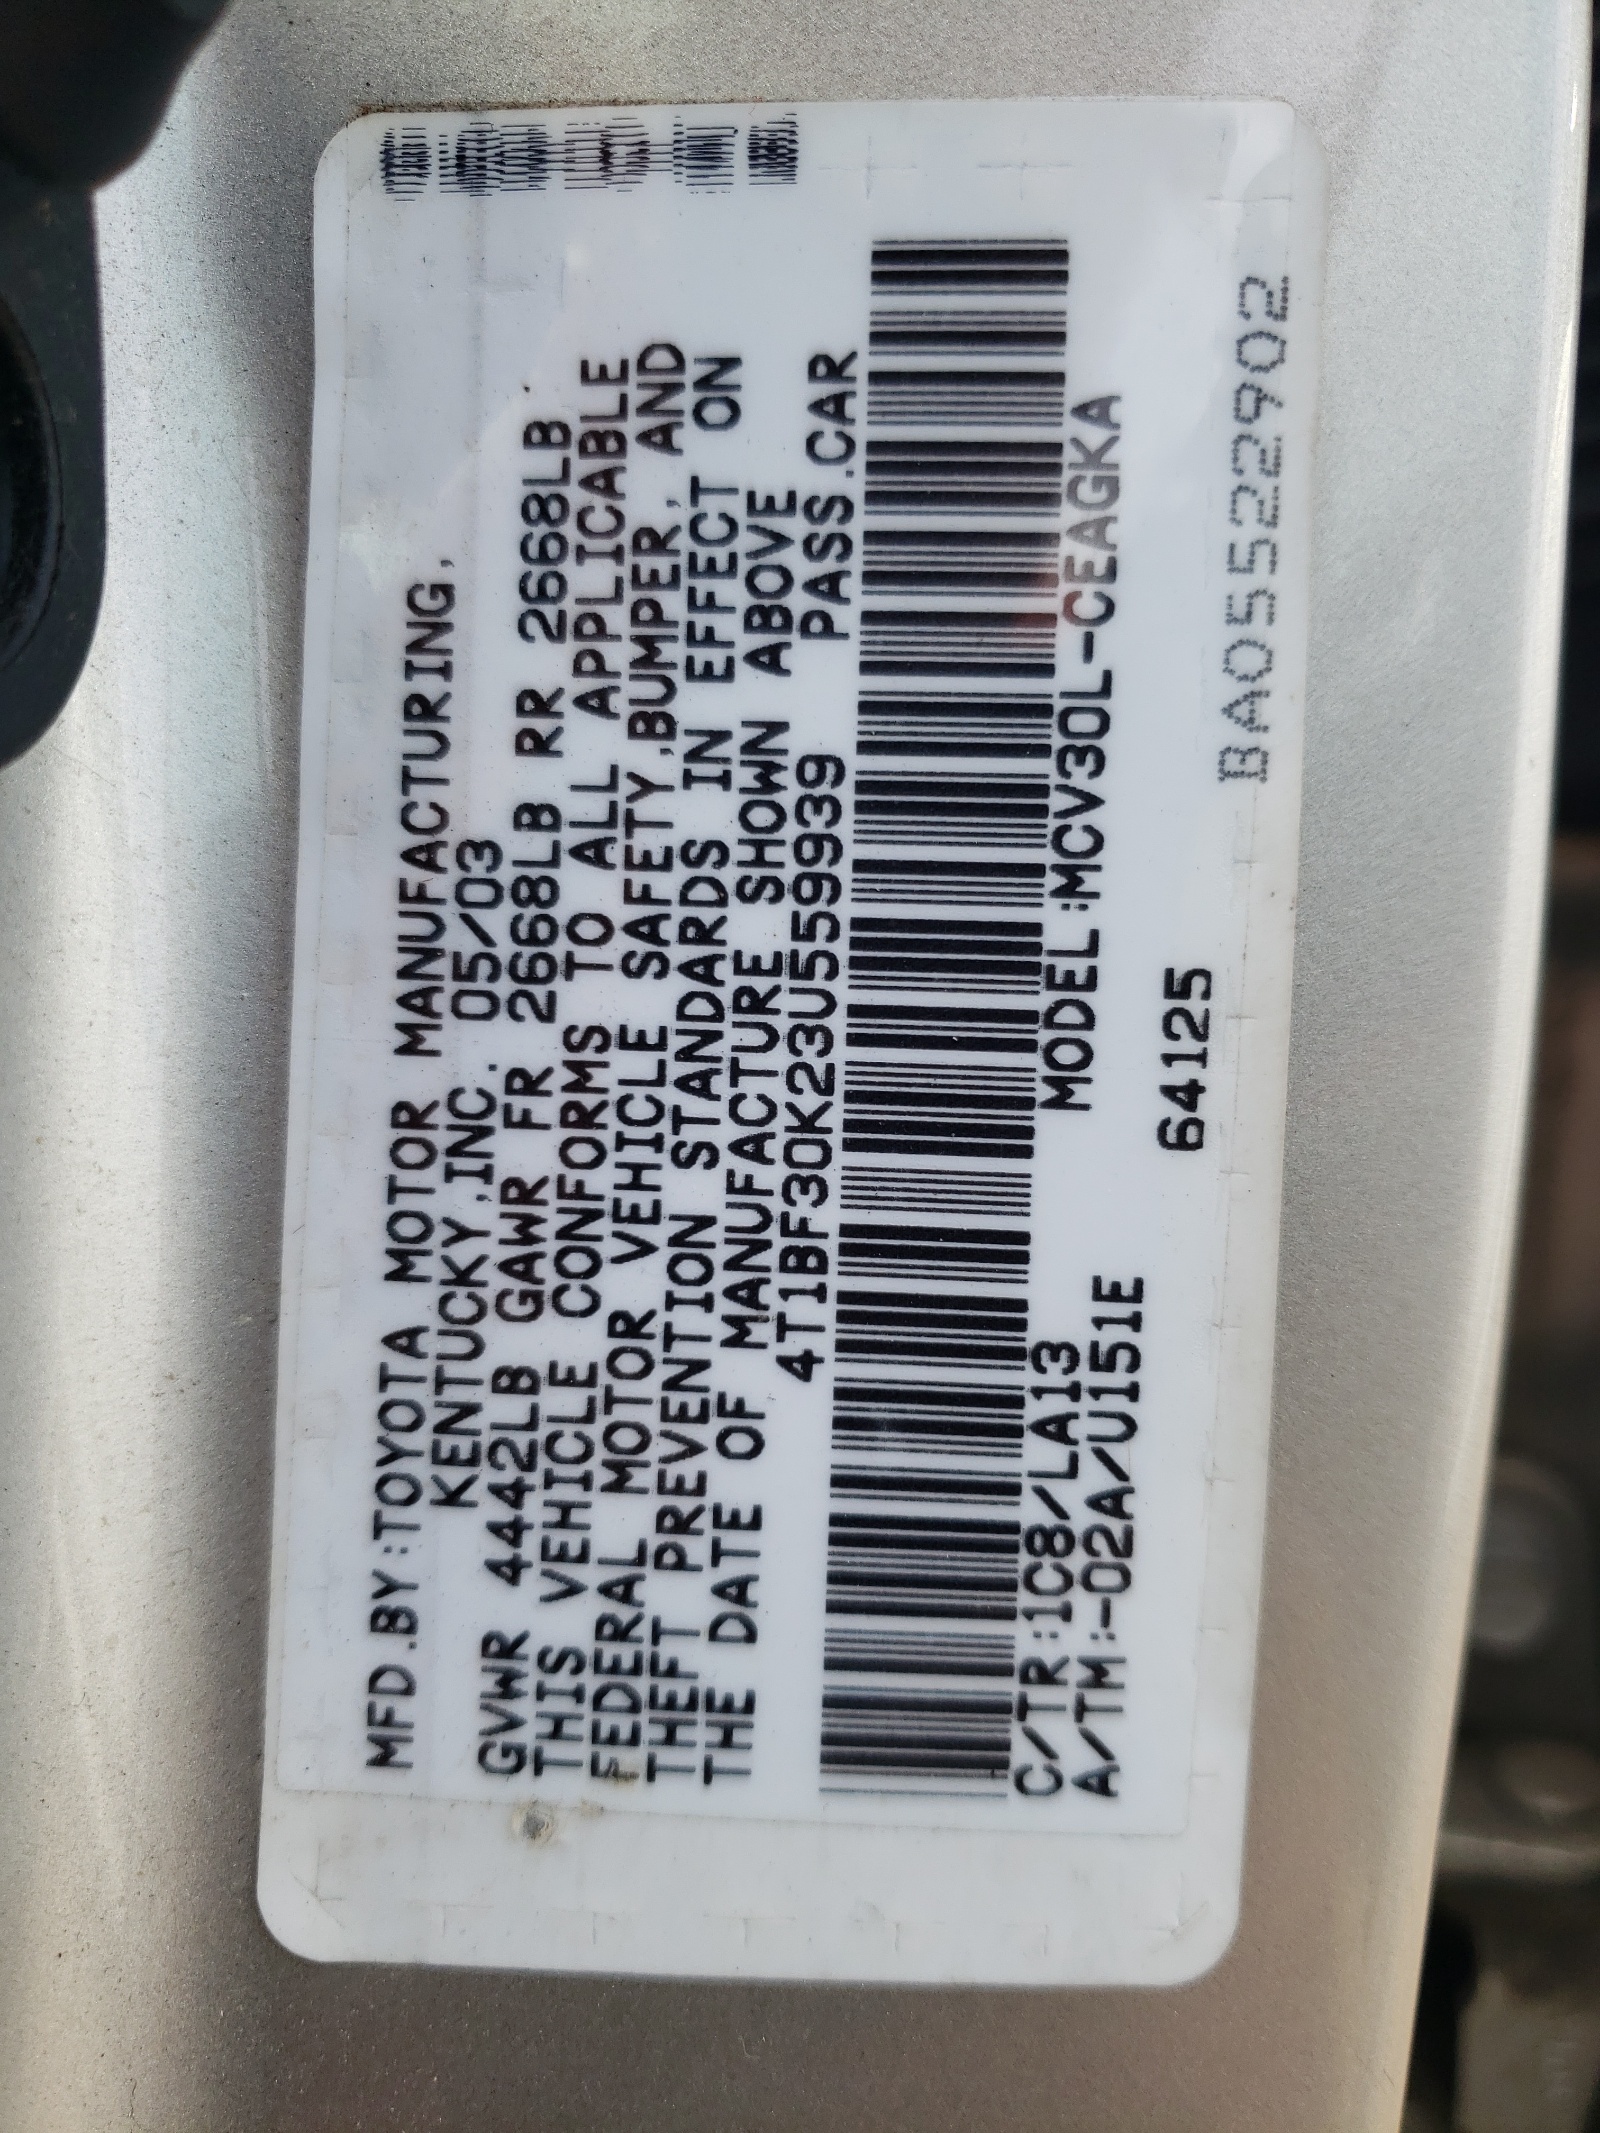 MFD.BY:TOYOTA MOTOR MANUFACTURING,
KENTUCKY,INC. 05/03
GVWR 4442LB GAWR FR 2668LB RR 2668LB
THIS VEHICLE CONFORMS TO ALL APPLICABLE
FEDERAL MOTOR VEHICLE SAFETY,BUMPER, AND
THEFT PREVENTION STANDARDS IN EFFECT ON
THE DATE OF MANUFACTURE SHOWN ABOVE
4T1BF30K23U559939 PASS.CAR
MODEL:MCV30L-CEAGKA
C/TR:1C8/LA13
A/TM:-02A/U151E 64125
BA05522902